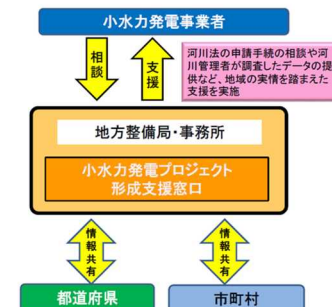 小水力発電事業者
相談
支援
河川法の申請手続の相談や河
川管理者が調査したデータの提
供など、地域の実情を踏まえた
支援を実施
地方整備局・事務所
小水力発電プロジェクト
形成支援窓口
情報共有
情報共有
都道府県
市町村